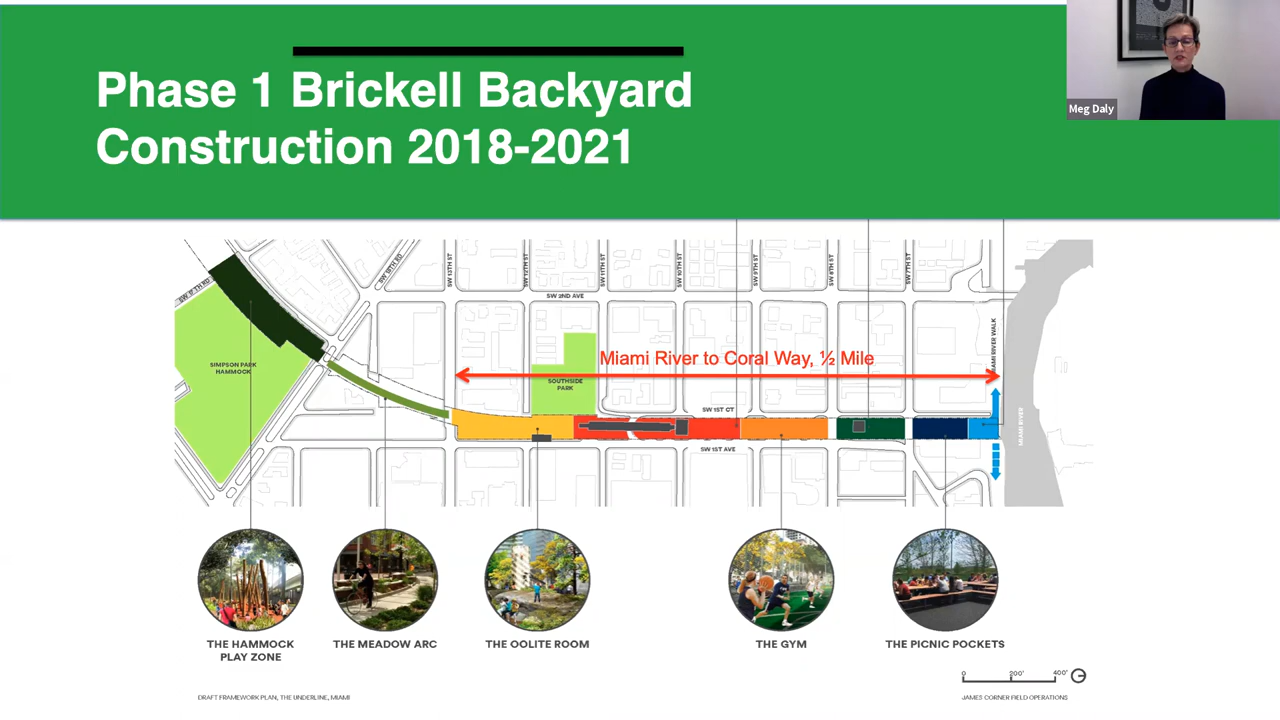 Phase 1 Brickell Backyard
Construction 2018-2021
Meg Daly
SW 15TH RD
SW 13TH ST
SW 12TH ST
SW 11TH ST
SW 10TH ST
SW 9TH ST
SW 8TH ST
SW 7TH ST
SW 2ND AVE
MIAMI RIVER WALK
SIMPSON PARK
HAMMOCK
Miami River to Coral Way, ½ Mile
SOUTHSIDE
PARK
SW 1ST CT
MIAMI RIVER
SW 1ST AVE
THE HAMMOCK
PLAY ZONE
THE MEADOW ARC
THE OOLITE ROOM
THE GYM
THE PICNIC POCKETS
0 200' 400'
DRAFT FRAMEWORK PLAN, THE UNDERLINE, MIAMI
JAMES CORNER FIELD OPERATIONS